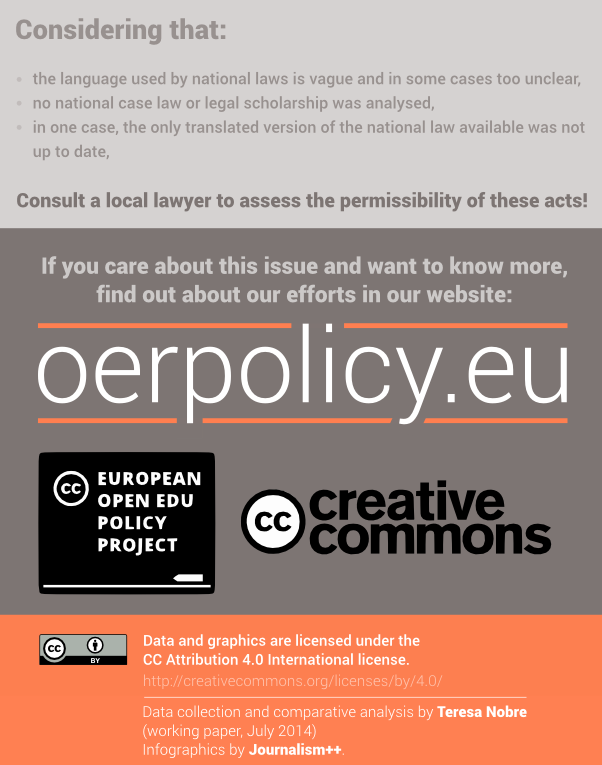 Considering that:
• the language used by national laws is vague and in some cases too unclear,
• no national case law or legal scholarship was analysed,
• in one case, the only translated version of the national law available was not
up to date,
Consult a local lawyer to assess the permissibility of these acts!
If you care about this issue and want to know more,
find out about our efforts in our website:
oerpolicy.eu
cc EUROPEAN
OPEN EDU
POLICY
PROJECT
cc creative
commons
cc BY
Data and graphics are licensed under the
CC Attribution 4.0 International license.
http://creativecommons.org/licenses/by/4.0/
Data collection and comparative analysis by Teresa Nobre
(working paper, July 2014)
Infographics by Journalism++.